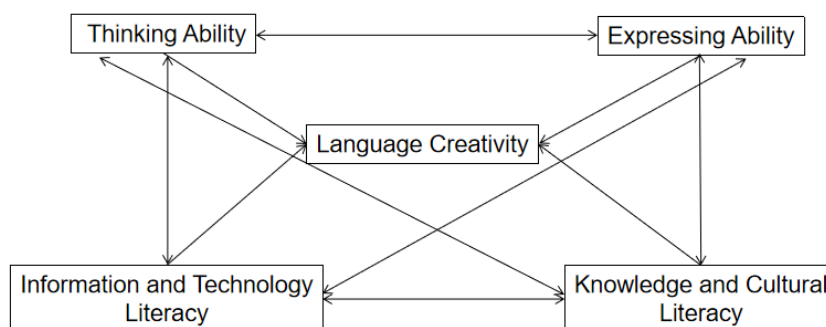 Thinking Ability
Expressing Ability
Language Creativity
Information and Technology
Literacy
Knowledge and Cultural
Literacy